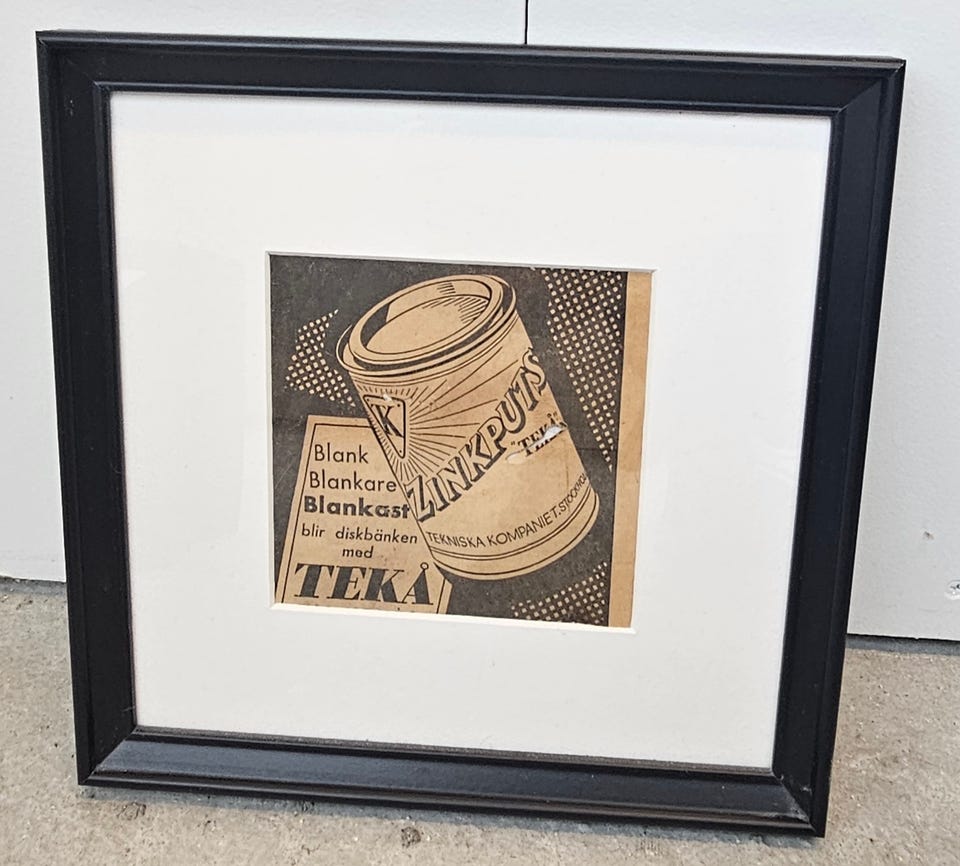 K
ZINKPUTS
"TEKÅ"
TEKNISKA KOMPANIET. STOCKHOLM
Blank
Blankare
Blankast
blir diskbänken
med
TEKÅ